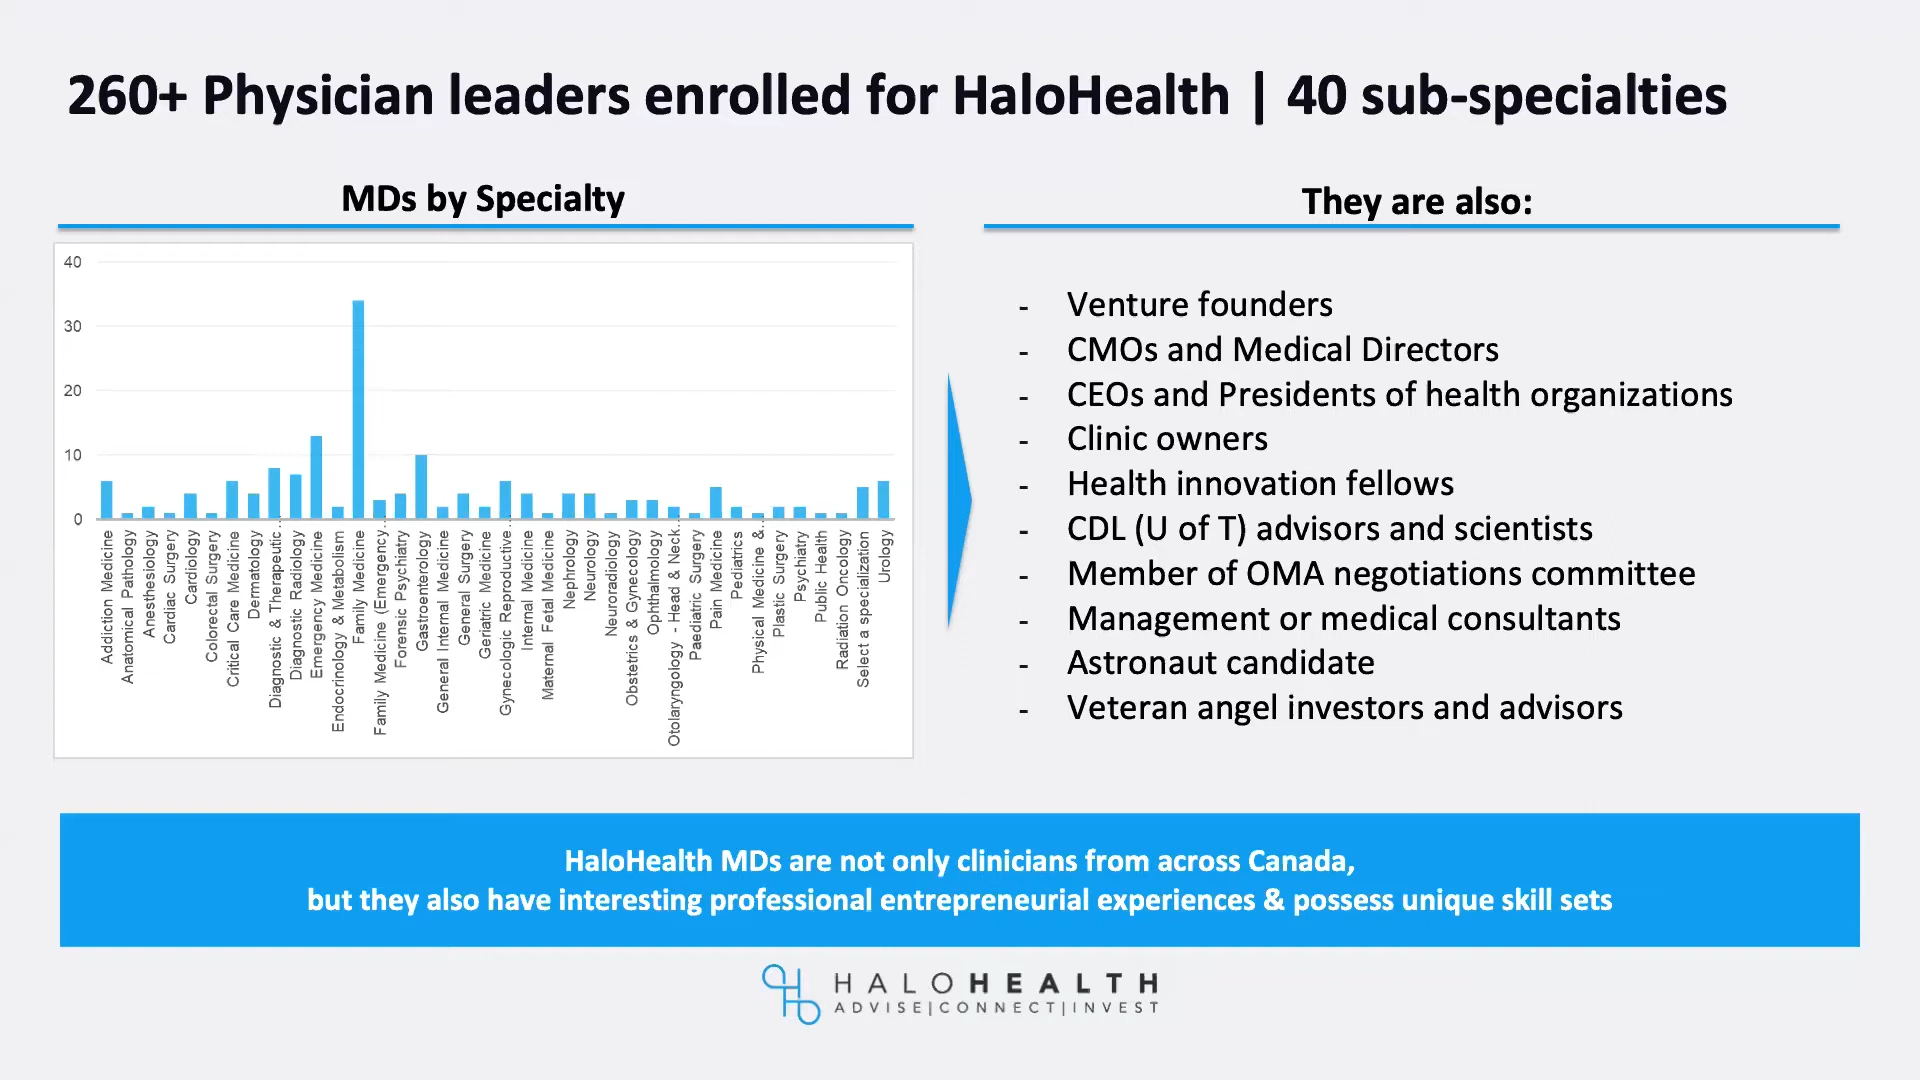 260+ Physician leaders enrolled for HaloHealth | 40 sub-specialties
MDs by Specialty
40
30
20
10
0
Addiction Medicine
Anatomical Pathology
Anesthesiology
Cardiac Surgery
Cardiology
Colorectal Surgery
Critical Care Medicine
Dermatology
Diagnostic & Therapeutic...
Diagnostic Radiology
Emergency Medicine
Endocrinology & Metabolism
Family Medicine
Family Medicine (Emergency...
Forensic Psychiatry
Gastroenterology
General Internal Medicine
General Surgery
Geriatric Medicine
Gynecologic Reproductive...
Internal Medicine
Maternal Fetal Medicine
Nephrology
Neurology
Neuroradiology
Obstetrics & Gynecology
Ophthalmology
Otolaryngology - Head & Neck...
Paediatric Surgery
Pain Medicine
Pediatrics
Physical Medicine &...
Plastic Surgery
Psychiatry
Public Health
Radiation Oncology
Select a specialization
Urology
They are also:
- Venture founders
- CMOs and Medical Directors
- CEOs and Presidents of health organizations
- Clinic owners
- Health innovation fellows
- CDL (U of T) advisors and scientists
- Member of OMA negotiations committee
- Management or medical consultants
- Astronaut candidate
- Veteran angel investors and advisors
HaloHealth MDs are not only clinicians from across Canada,
but they also have interesting professional entrepreneurial experiences & possess unique skill sets
HALOHEALTH
ADVISE|CONNECT|INVEST